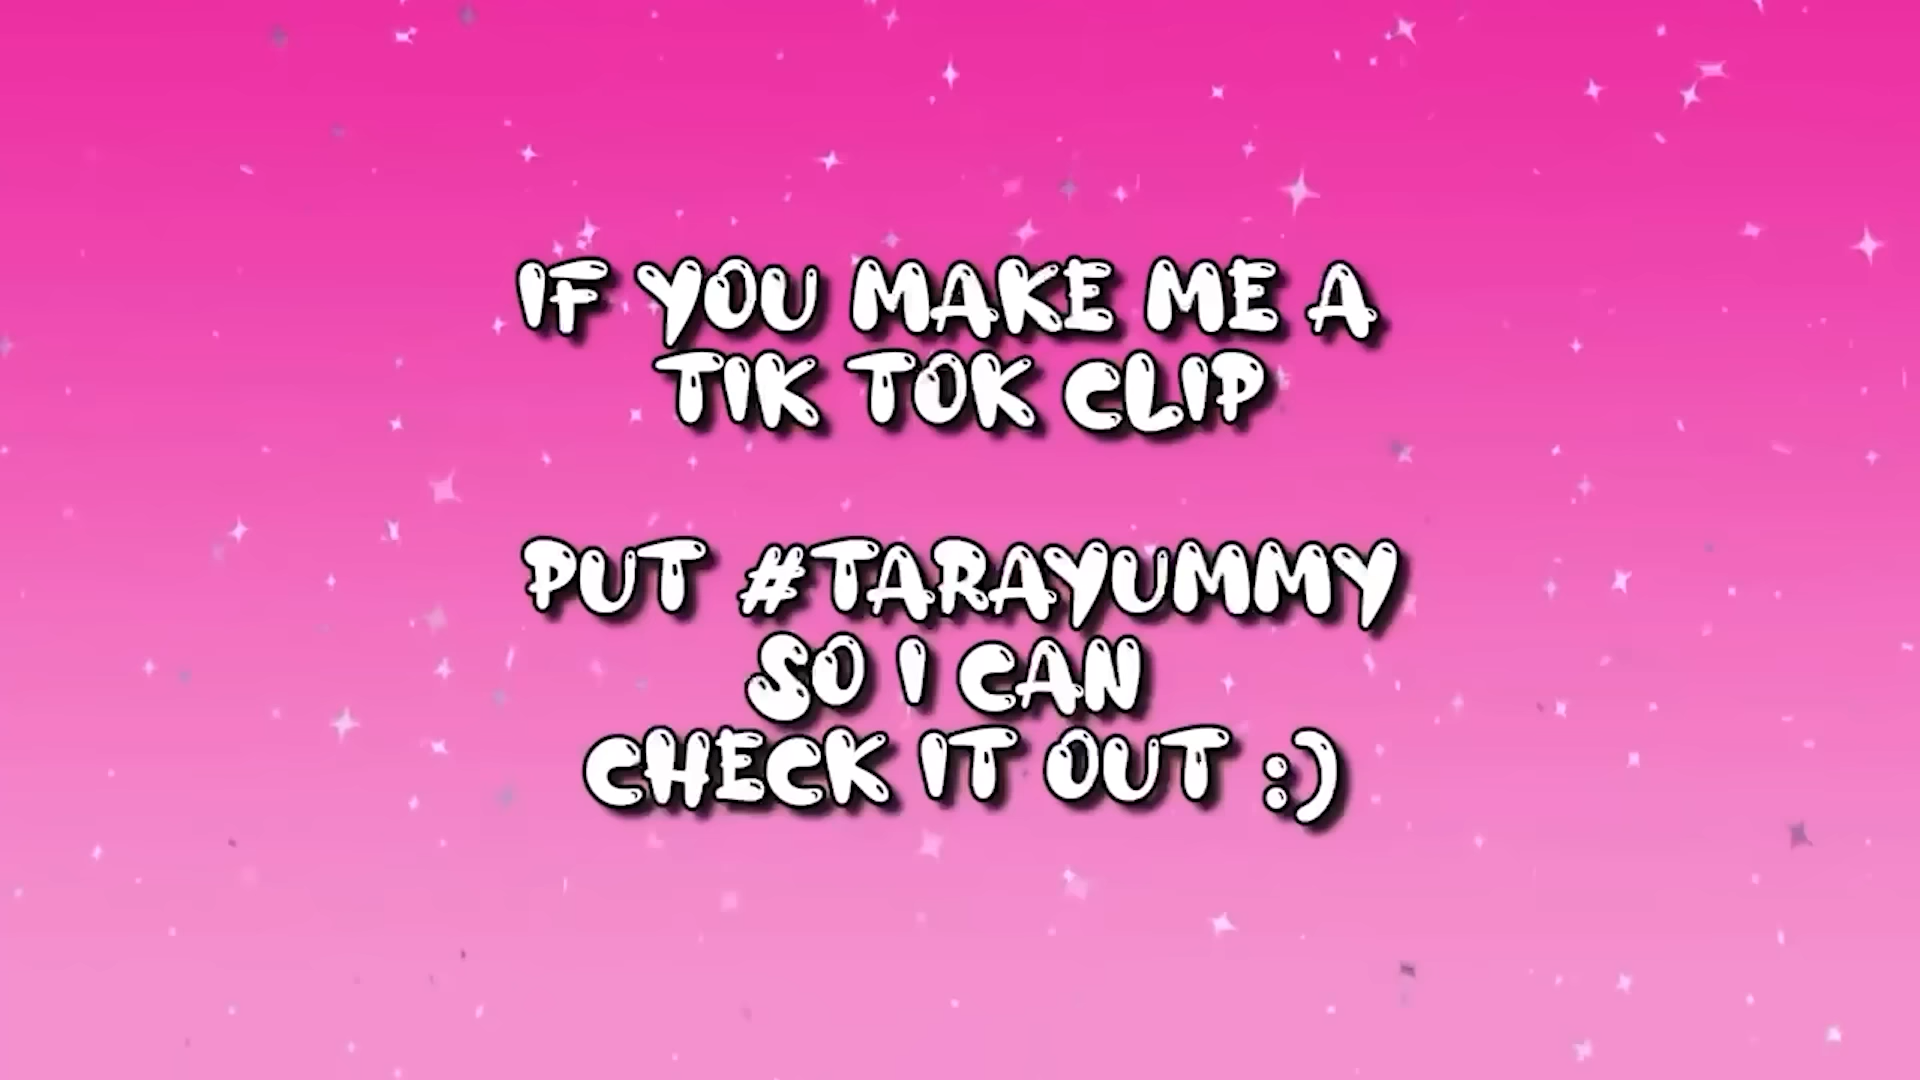 IF YOU MAKE ME A
TIK TOK CLIP
PUT #TARAYUMMY
SO I CAN
CHECK IT OUT :)